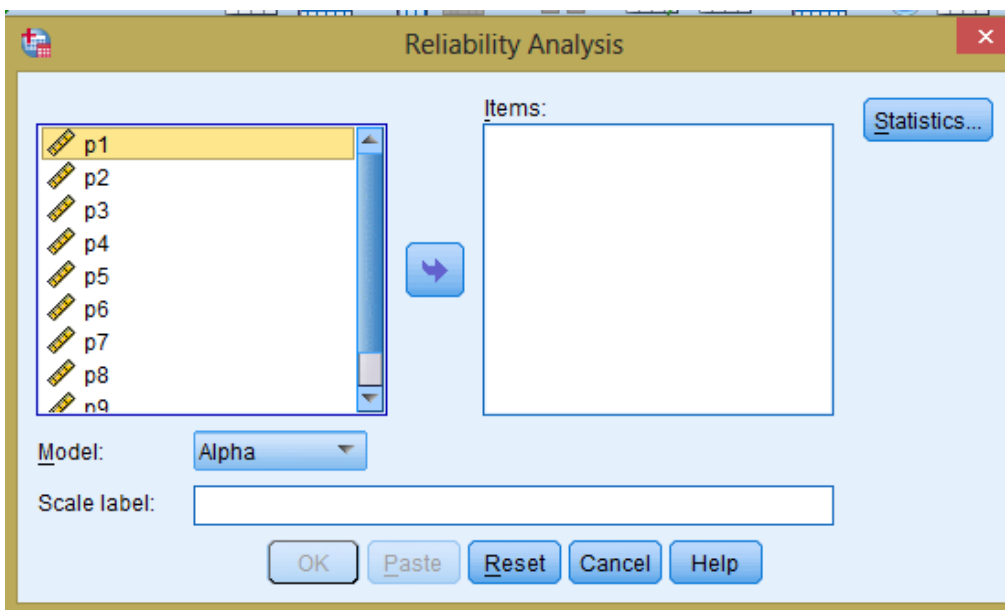 Reliability Analysis
Items:
Statistics...
p1
p2
p3
p4
p5
p6
p7
p8
p9
Model:
Alpha
Scale label:
OK
Paste
Reset
Cancel
Help